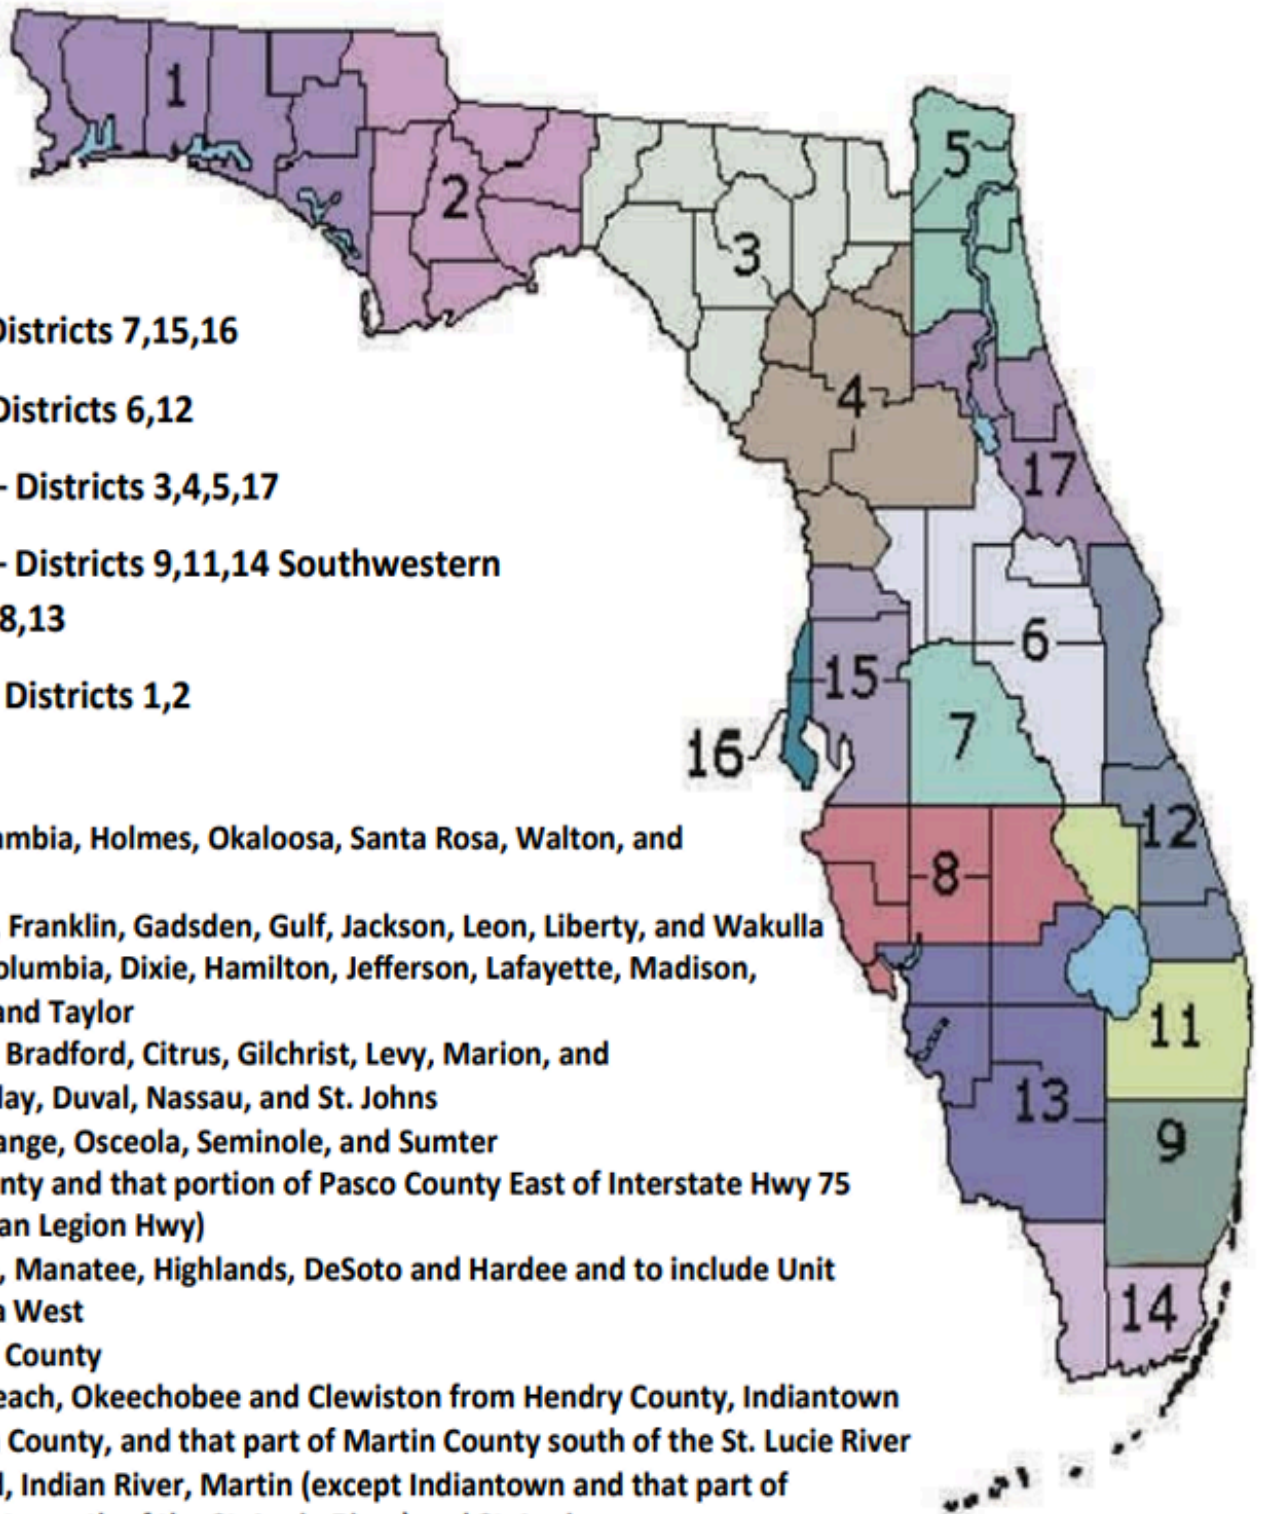 1
5
2
3
Districts 7,15,16
4
Districts 6,12
17
- Districts 3,4,5,17
- Districts 9,11,14 Southwestern
8,13
6
15
Districts 1,2
7
16
12
ambia, Holmes, Okaloosa, Santa Rosa, Walton, and
8
Franklin, Gadsden, Gulf, Jackson, Leon, Liberty, and Wakulla
olumbia, Dixie, Hamilton, Jefferson, Lafayette, Madison,
and Taylor
11
Bradford, Citrus, Gilchrist, Levy, Marion, and
lay, Duval, Nassau, and St. Johns
13
ange, Osceola, Seminole, and Sumter
9
nty and that portion of Pasco County East of Interstate Hwy 75
an Legion Hwy)
, Manatee, Highlands, DeSoto and Hardee and to include Unit
a West
14
County
each, Okeechobee and Clewiston from Hendry County, Indiantown
County, and that part of Martin County south of the St. Lucie River
l, Indian River, Martin (except Indiantown and that part of